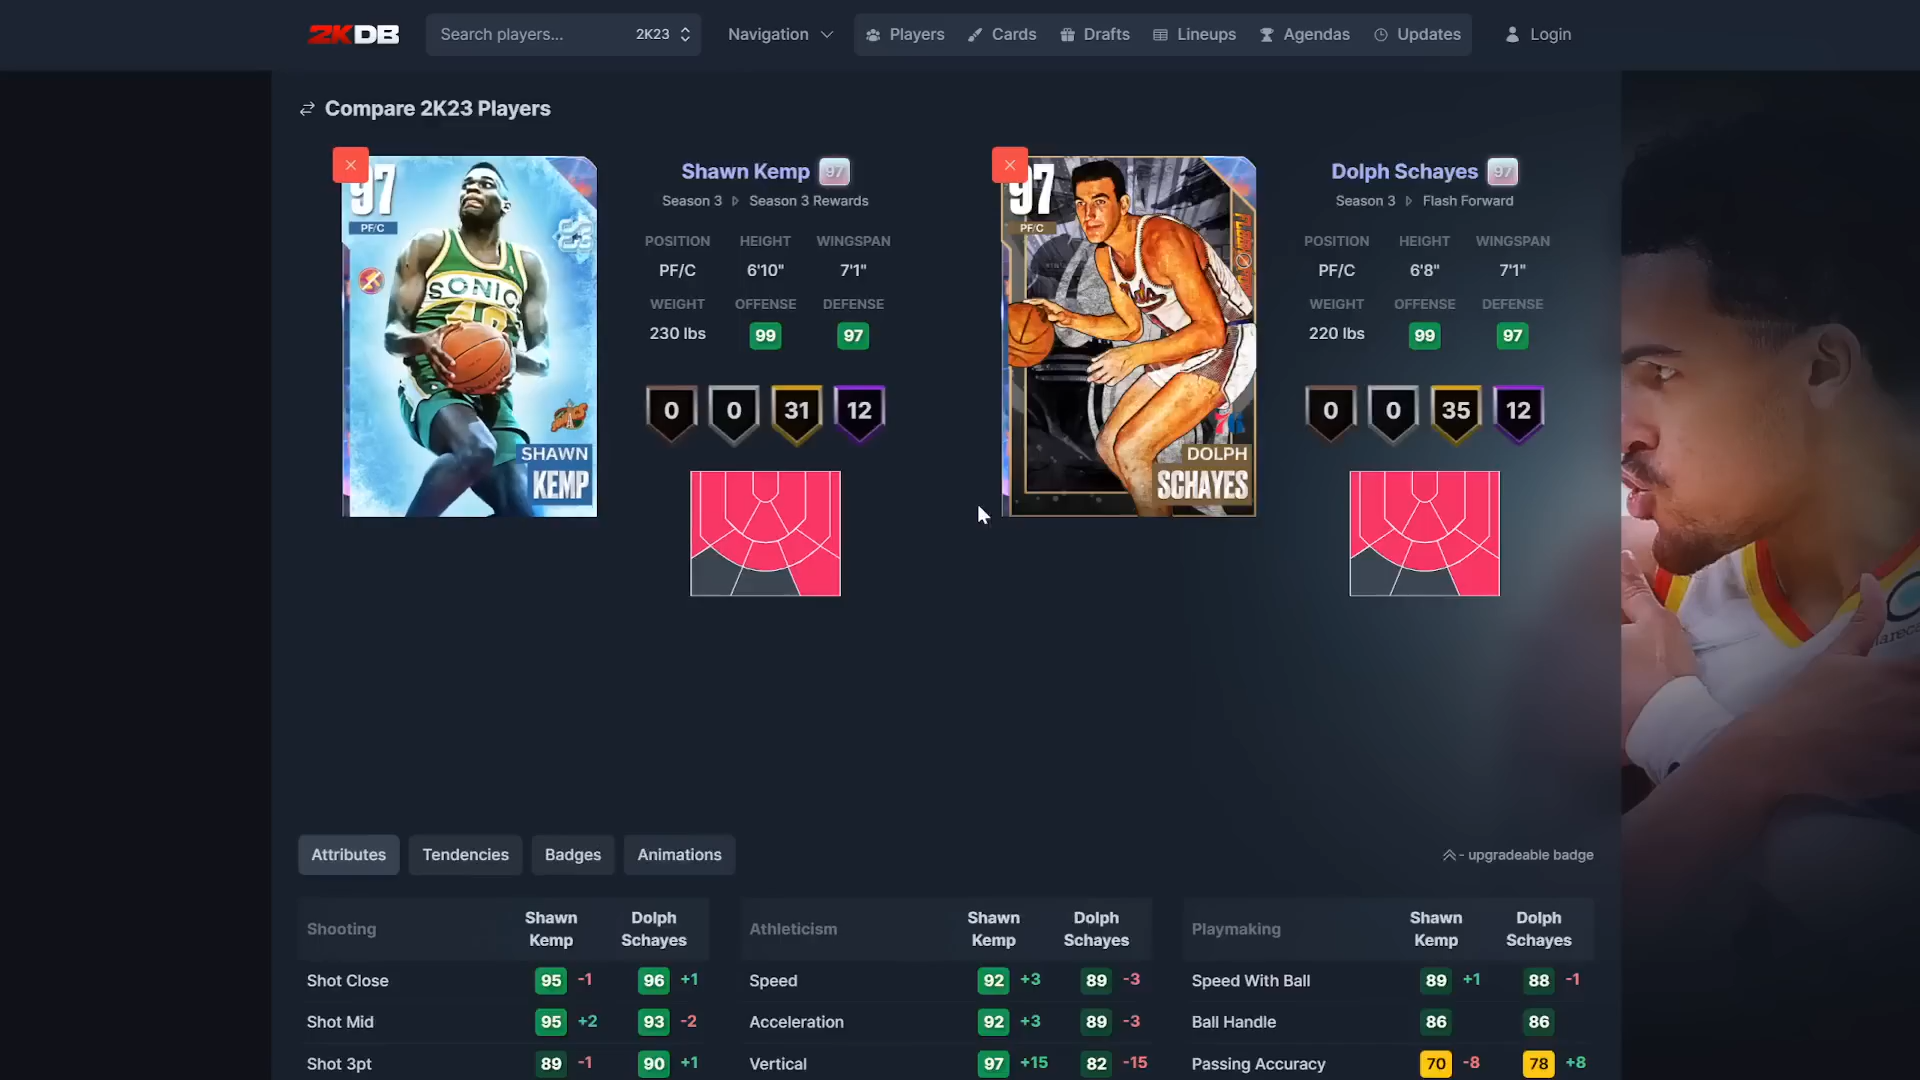 2KDB
Search players...
2K23
Navigation
Players
Cards
Drafts
Lineups
Agendas
Updates
Login
Compare 2K23 Players
97
PF/C
SONICS
40
SHAWN
KEMP
Shawn Kemp 97
Season 3 Season 3 Rewards
POSITION HEIGHT WINGSPAN
PF/C 6'10" 7'1"
WEIGHT OFFENSE DEFENSE
230 lbs 99 97
0 0 31 12
97
PF/C
DOLPH
SCHAYES
Dolph Schayes 97
Season 3 Flash Forward
POSITION HEIGHT WINGSPAN
PF/C 6'8" 7'1"
WEIGHT OFFENSE DEFENSE
220 lbs 99 97
0 0 35 12
Attributes Tendencies Badges Animations
- upgradeable badge
Shooting Shawn Kemp Dolph Schayes
Shot Close 95 -1 96 +1
Shot Mid 95 +2 93 -2
Shot 3pt 89 -1 90 +1
Athleticism Shawn Kemp Dolph Schayes
Speed 92 +3 89 -3
Acceleration 92 +3 89 -3
Vertical 97 +15 82 -15
Playmaking Shawn Kemp Dolph Schayes
Speed With Ball 89 +1 88 -1
Ball Handle 86 86
Passing Accuracy 70 -8 78 +8